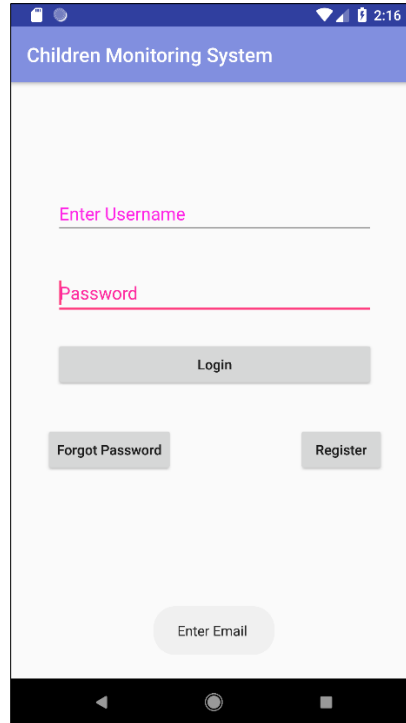 2:16
Children Monitoring System
Enter Username
Password
Login
Forgot Password
Register
Enter Email